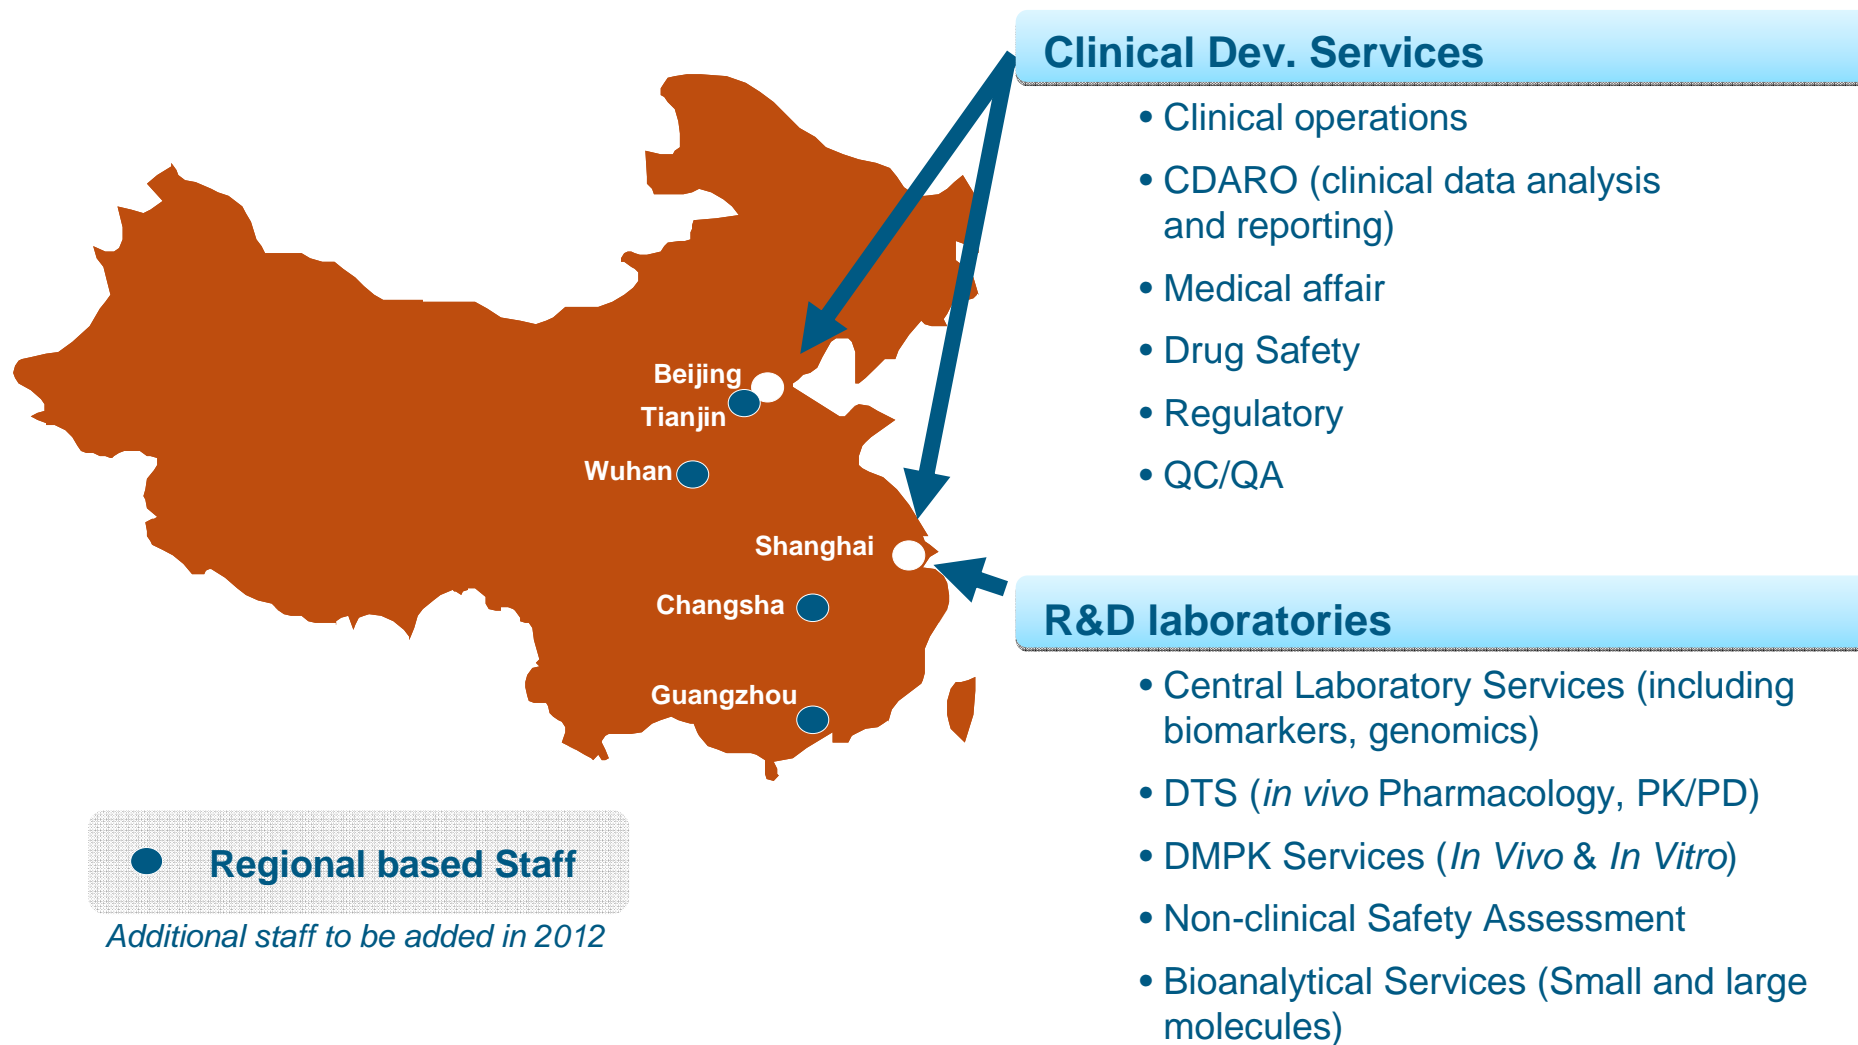 Clinical Dev. Services
• Clinical operations
• CDARO (clinical data analysis
and reporting)
• Medical affair
• Drug Safety
• Regulatory
• QC/QA
Beijing
Tianjin
Wuhan
Shanghai
Changsha
Guangzhou
R&D laboratories
• Central Laboratory Services (including
biomarkers, genomics)
• DTS (in vivo Pharmacology, PK/PD)
• DMPK Services (In Vivo & In Vitro)
• Non-clinical Safety Assessment
• Bioanalytical Services (Small and large
molecules)
Regional based Staff
Additional staff to be added in 2012